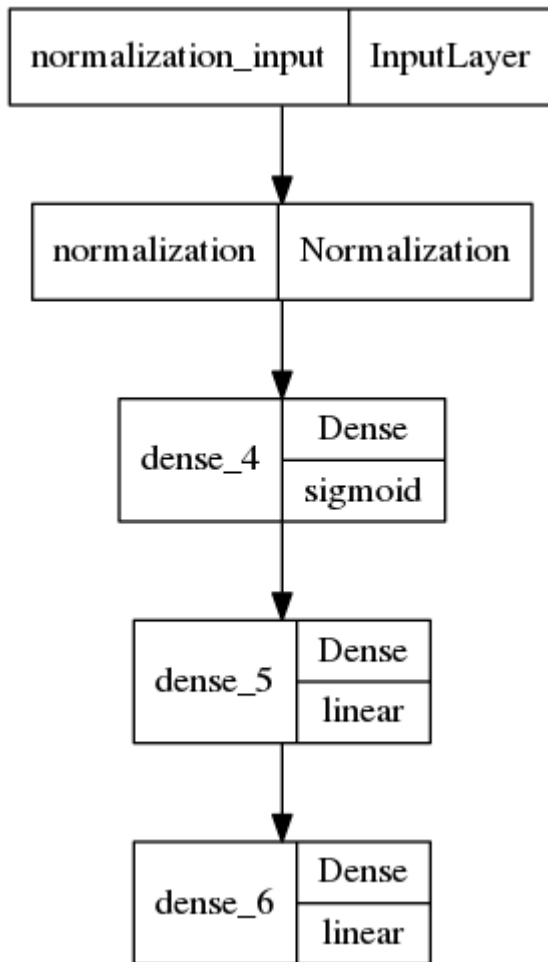 normalization_input InputLayer
normalization Normalization
dense_4 Dense
sigmoid
dense_5 Dense
linear
dense_6 Dense
linear